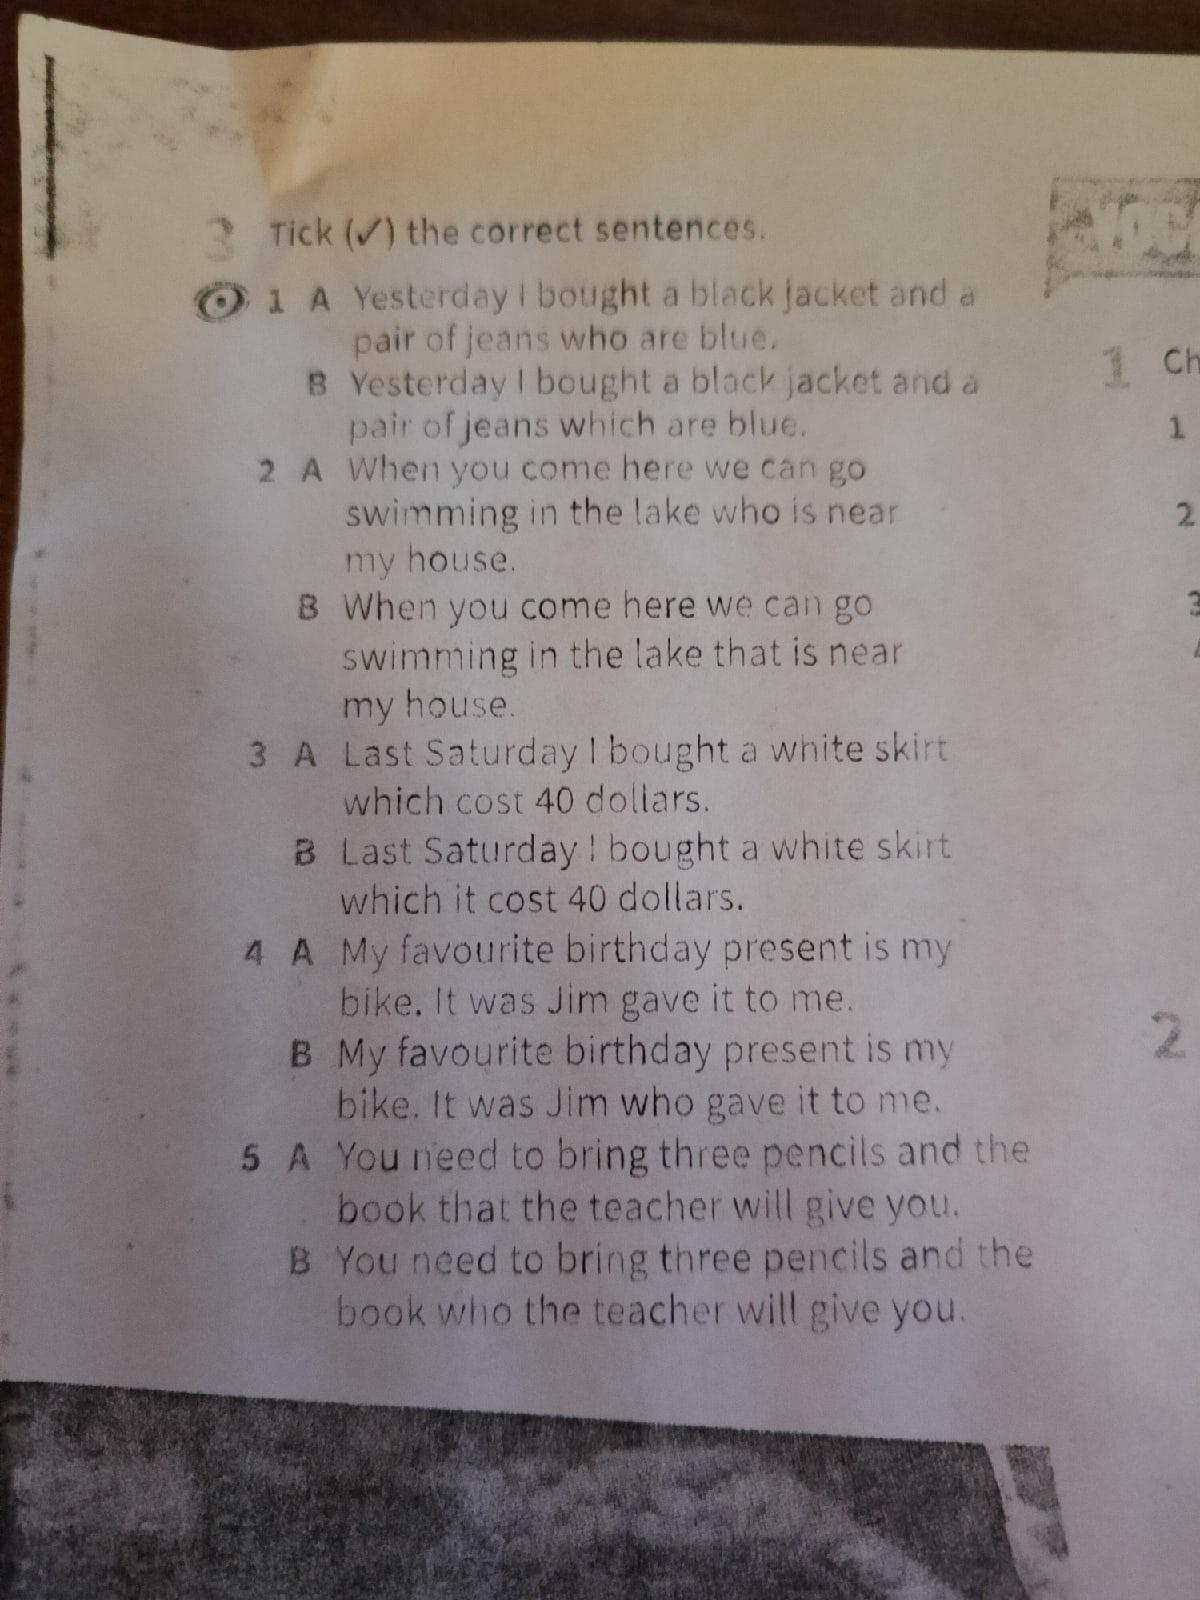 3 Tick (✓) the correct sentences.
1 A Yesterday I bought a black jacket and a
pair of jeans who are blue.
B Yesterday I bought a black jacket and a
pair of jeans which are blue.
2 A When you come here we can go
swimming in the lake who is near
my house.
B When you come here we can go
swimming in the lake that is near
my house.
3 A Last Saturday I bought a white skirt
which cost 40 dollars.
B Last Saturday I bought a white skirt
which it cost 40 dollars.
4 A My favourite birthday present is my
bike. It was Jim gave it to me.
B My favourite birthday present is my
bike. It was Jim who gave it to me.
5 A You need to bring three pencils and the
book that the teacher will give you.
B You need to bring three pencils and the
book who the teacher will give you.
1 Ch
1
2
3
2